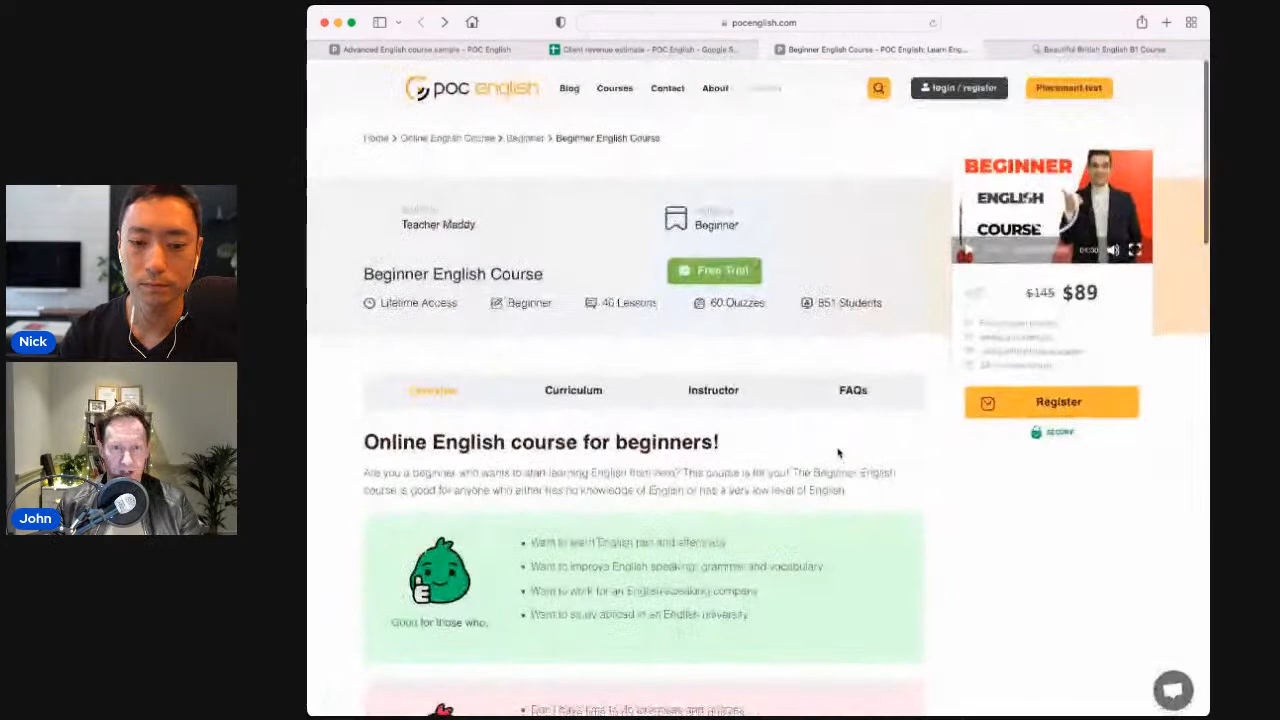 pocenglish.com
Advanced English course sample - POC English
Client revenue estimate - POC English - Google S...
Beginner English Course - POC English: Learn Eng...
Beautiful British English B1 Course
poc english
Blog
Courses
Contact
About
login / register
Placement test
Home > Online English Course > Beginner > Beginner English Course
BEGINNER
ENGLISH
COURSE
Teacher Maddy
Beginner
Beginner English Course
Free Trial
Lifetime Access
Beginner
60 Quizzes
851 Students
$145 $89
Register
SECURE
Overview
Curriculum
Instructor
FAQs
Online English course for beginners!
Are you a beginner who wants to start learning English from zero? This course is for you! The Beginner English
course is good for anyone who either has no knowledge of English or has a very low level of English
Want to learn English fast and effectively
Want to improve English speaking, grammar and vocabulary
Want to work for an English-speaking company
Want to study abroad in an English university
Good for those who.
Nick
John